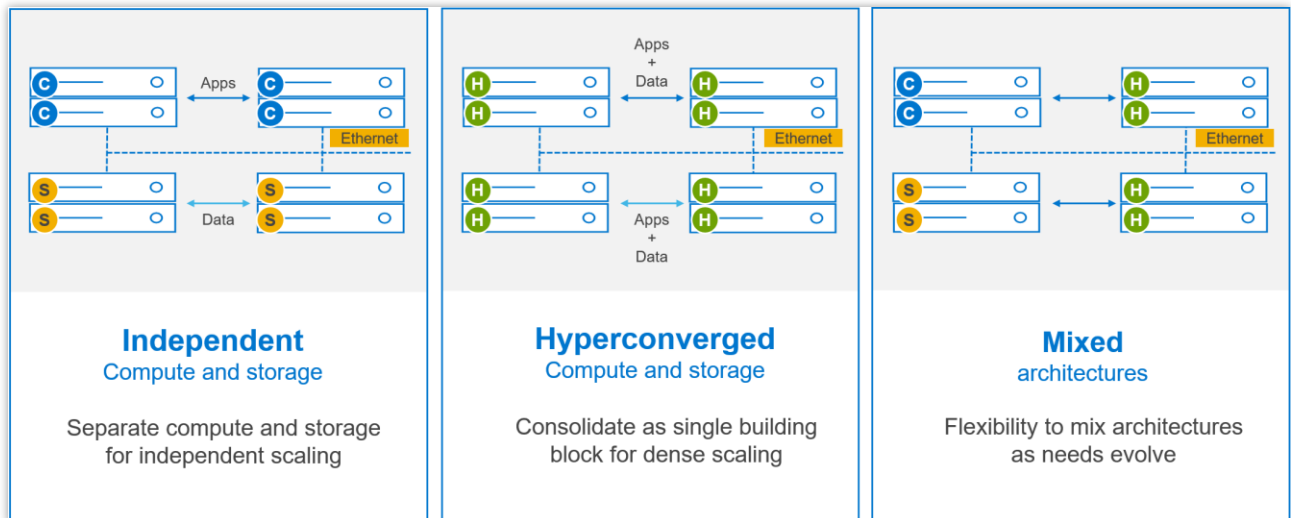 C
C
Apps
C
C
Ethernet
S
S
Data
S
S
Independent
Compute and storage
Separate compute and storage
for independent scaling
Apps
+
Data
H
H
H
H
Ethernet
H
H
H
H
Apps
+
Data
Hyperconverged
Compute and storage
Consolidate as single building
block for dense scaling
C
C
H
H
Ethernet
S
S
H
H
Mixed
architectures
Flexibility to mix architectures
as needs evolve